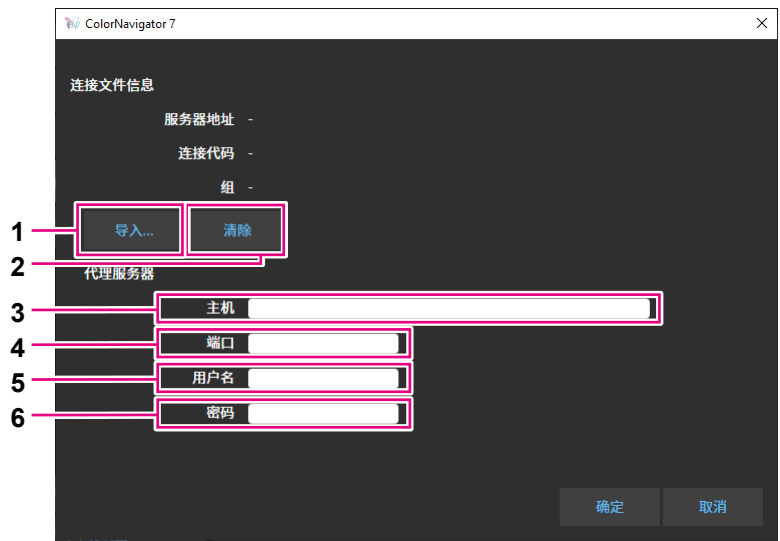 ColorNavigator 7
连接文件信息
服务器地址 -
连接代码 -
组 -
1 导入... 清除
2
代理服务器
3 主机
4 端口
5 用户名
6 密码
确定 取消